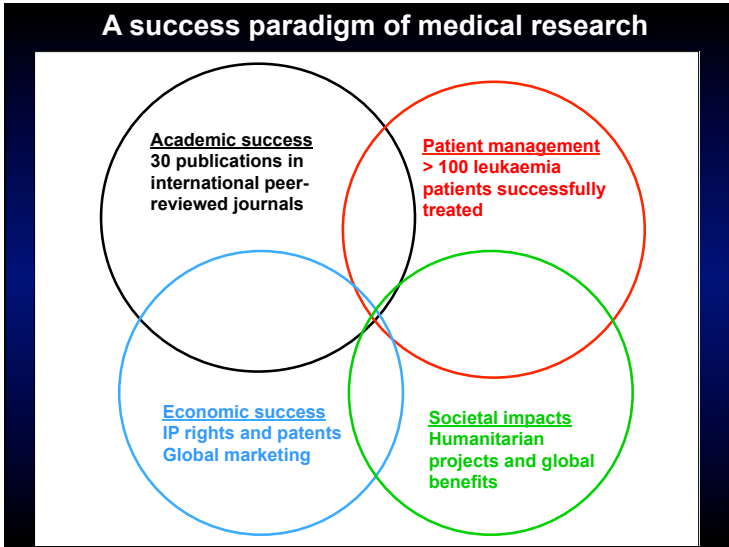 A success paradigm of medical research
Academic success
30 publications in
international peer-
reviewed journals
Patient management
> 100 leukaemia
patients successfully
treated
Economic success
IP rights and patents
Global marketing
Societal impacts
Humanitarian
projects and global
benefits